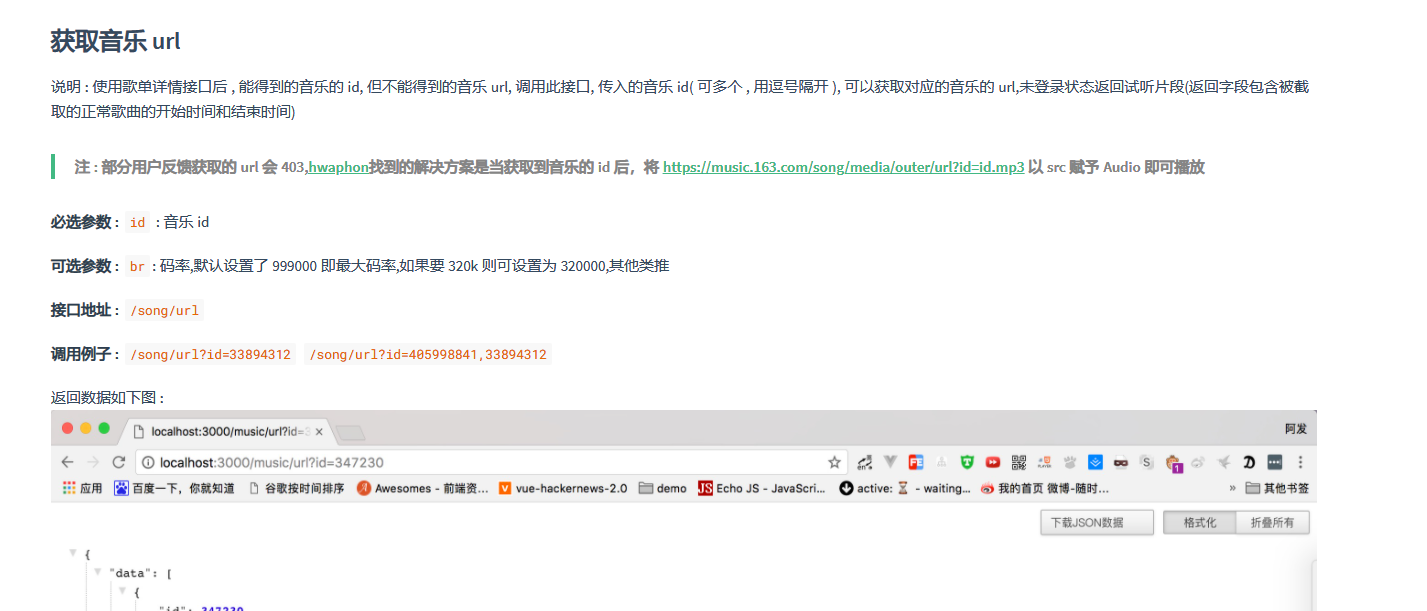 获取音乐 url
说明 : 使用歌单详情接口后 , 能得到的音乐的 id, 但不能得到的音乐 url, 调用此接口, 传入的音乐 id( 可多个 , 用逗号隔开 ), 可以获取对应的音乐的 url,未登录状态返回试听片段(返回字段包含被截
取的正常歌曲的开始时间和结束时间)
注 : 部分用户反馈获取的 url 会 403,hwaphon找到的解决方案是当获取到音乐的 id 后，将 https://music.163.com/song/media/outer/url?id=id.mp3 以 src 赋予 Audio 即可播放
必选参数 : id : 音乐 id
可选参数 : br : 码率,默认设置了 999000 即最大码率,如果要 320k 则可设置为 320000,其他类推
接口地址 : /song/url
调用例子 : /song/url?id=33894312 /song/url?id=405998841,33894312
返回数据如下图 :
localhost:3000/music/url?id=3 阿发
localhost:3000/music/url?id=347230
应用 百度一下，你就知道 谷歌按时间排序 Awesomes - 前端资... vue-hackernews-2.0 demo Echo JS - JavaScri... active: ⌛ - waiting... 我的首页 微博-随时... » 其他书签
下载JSON数据 格式化 折叠所有
{
"data": [
{
"id": 347230